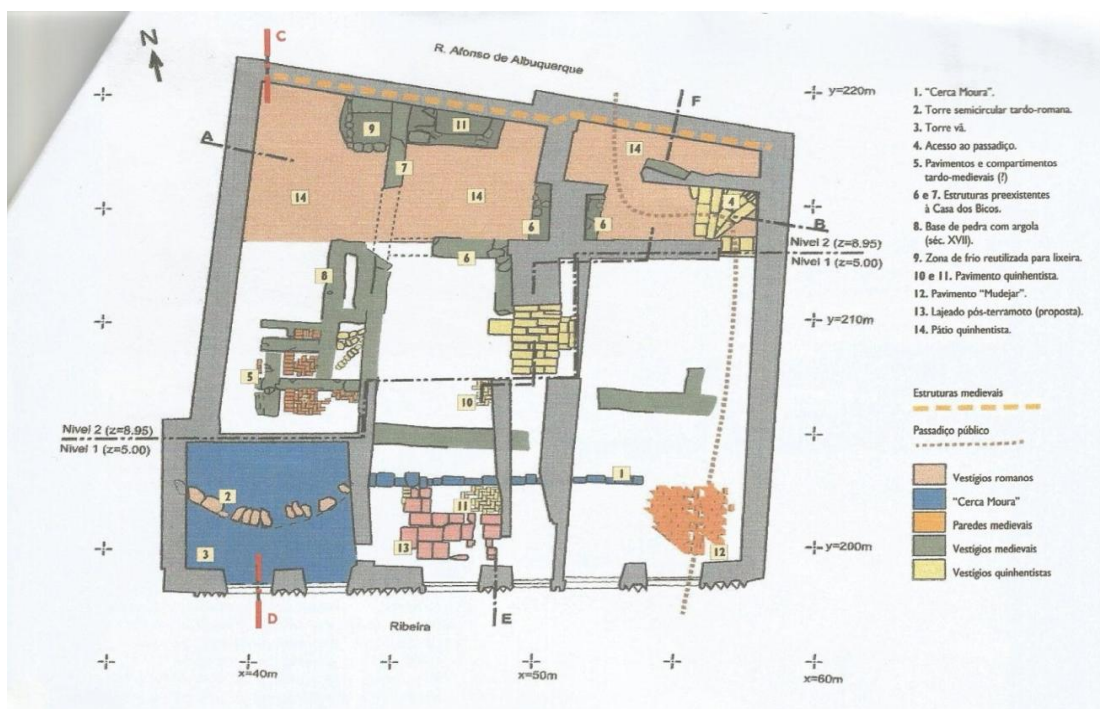 N
C
R. Afonso de Albuquerque
F
y=220m
A
9
11
14
7
14
14
4
6
6
B
Nivel 2 (z=8.95)
Nivel 1 (z=5.00)
6
8
y=210m
5
10
Nivel 2 (z=8.95)
Nivel 1 (z=5.00)
1
2
11
13
12
3
y=200m
D
E
Ribeira
x=40m
x=50m
x=60m
1. "Cerca Moura".
2. Torre semicircular tardo-romana.
3. Torre vã.
4. Acesso ao passadiço.
5. Pavimentos e compartimentos
tardo-medievais (?)
6 e 7. Estruturas preexistentes
à Casa dos Bicos.
8. Base de pedra com argola
(séc. XVII).
9. Zona de frio reutilizada para lixeira.
10 e 11. Pavimento quinhentista.
12. Pavimento "Mudejar".
13. Lajeado pós-terramoto (proposta).
14. Pátio quinhentista.
Estruturas medievais
Passadiço público
Vestígios romanos
"Cerca Moura"
Paredes medievais
Vestígios medievais
Vestígios quinhentistas